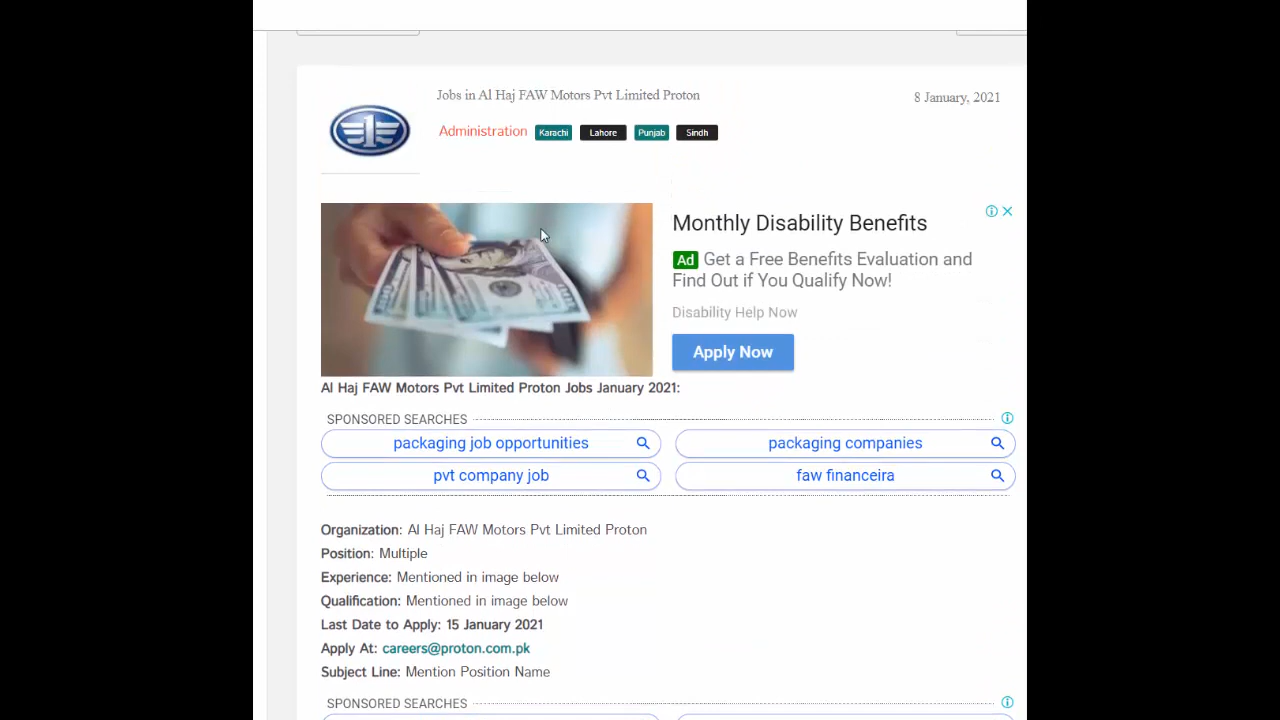 Jobs in Al Haj FAW Motors Pvt Limited Proton
8 January, 2021
Administration Karachi Lahore Punjab Sindh
Monthly Disability Benefits
Ad Get a Free Benefits Evaluation and
Find Out if You Qualify Now!
Disability Help Now
Apply Now
Al Haj FAW Motors Pvt Limited Proton Jobs January 2021:
SPONSORED SEARCHES
packaging job opportunities
packaging companies
pvt company job
faw financeira
Organization: Al Haj FAW Motors Pvt Limited Proton
Position: Multiple
Experience: Mentioned in image below
Qualification: Mentioned in image below
Last Date to Apply: 15 January 2021
Apply At: careers@proton.com.pk
Subject Line: Mention Position Name
SPONSORED SEARCHES